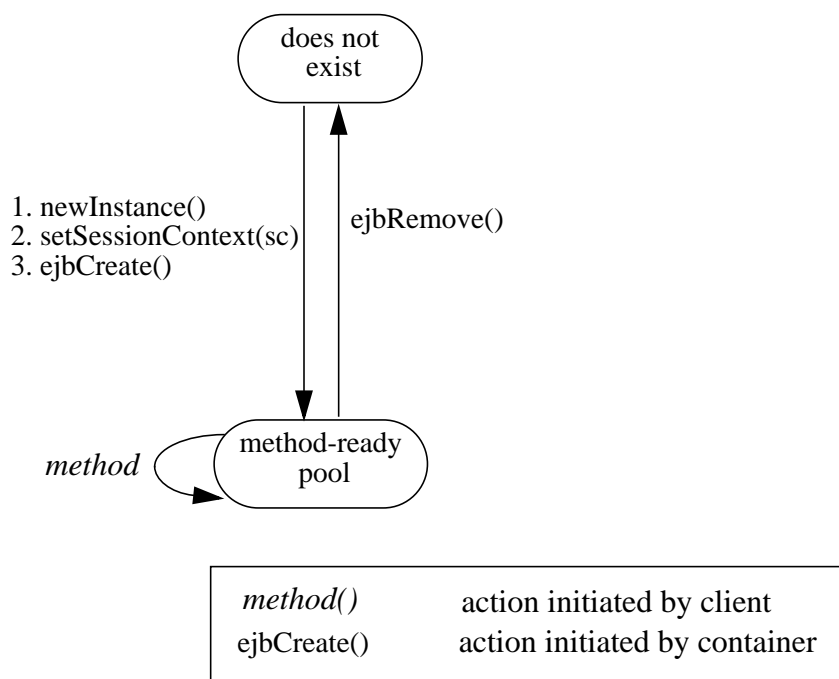 does not
exist
1. newInstance()
2. setSessionContext(sc)
3. ejbCreate()
ejbRemove()
method-ready
pool
method
method() action initiated by client
ejbCreate() action initiated by container